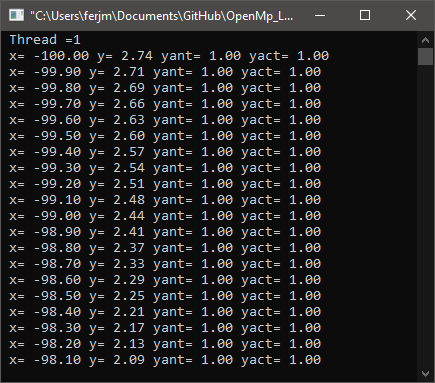 "C:\Users\ferjm\Documents\GitHub\OpenMp_L...
Thread =1
x= -100.00 y= 2.74 yant= 1.00 yact= 1.00
x= -99.90 y= 2.71 yant= 1.00 yact= 1.00
x= -99.80 y= 2.69 yant= 1.00 yact= 1.00
x= -99.70 y= 2.66 yant= 1.00 yact= 1.00
x= -99.60 y= 2.63 yant= 1.00 yact= 1.00
x= -99.50 y= 2.60 yant= 1.00 yact= 1.00
x= -99.40 y= 2.57 yant= 1.00 yact= 1.00
x= -99.30 y= 2.54 yant= 1.00 yact= 1.00
x= -99.20 y= 2.51 yant= 1.00 yact= 1.00
x= -99.10 y= 2.48 yant= 1.00 yact= 1.00
x= -99.00 y= 2.44 yant= 1.00 yact= 1.00
x= -98.90 y= 2.41 yant= 1.00 yact= 1.00
x= -98.80 y= 2.37 yant= 1.00 yact= 1.00
x= -98.70 y= 2.33 yant= 1.00 yact= 1.00
x= -98.60 y= 2.29 yant= 1.00 yact= 1.00
x= -98.50 y= 2.25 yant= 1.00 yact= 1.00
x= -98.40 y= 2.21 yant= 1.00 yact= 1.00
x= -98.30 y= 2.17 yant= 1.00 yact= 1.00
x= -98.20 y= 2.13 yant= 1.00 yact= 1.00
x= -98.10 y= 2.09 yant= 1.00 yact= 1.00